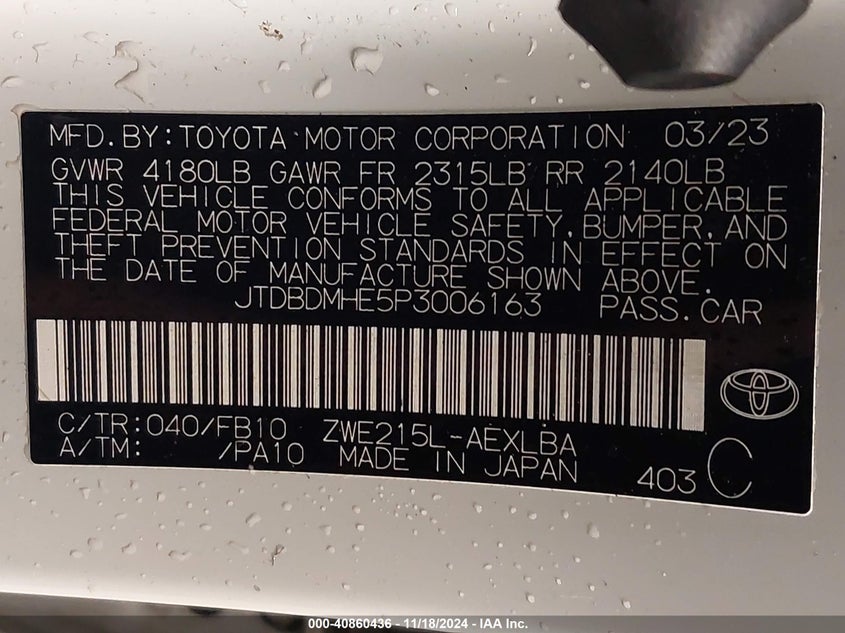 MFD.BY:TOYOTA MOTOR CORPORATION 03/23
GVWR 4180LB GAWR FR 2315LB RR 2140LB
THIS VEHICLE CONFORMS TO ALL APPLICABLE
FEDERAL MOTOR VEHICLE SAFETY, BUMPER, AND
THEFT PREVENTION STANDARDS IN EFFECT ON
THE DATE OF MANUFACTURE SHOWN ABOVE.
JTDBDMHE5P3006163 PASS.CAR
C/TR:040/FB10 ZWE215L-AEXLBA
A/TM: /PA10 MADE IN JAPAN 403 C
000-40860436 - 11/18/2024 - IAA Inc.